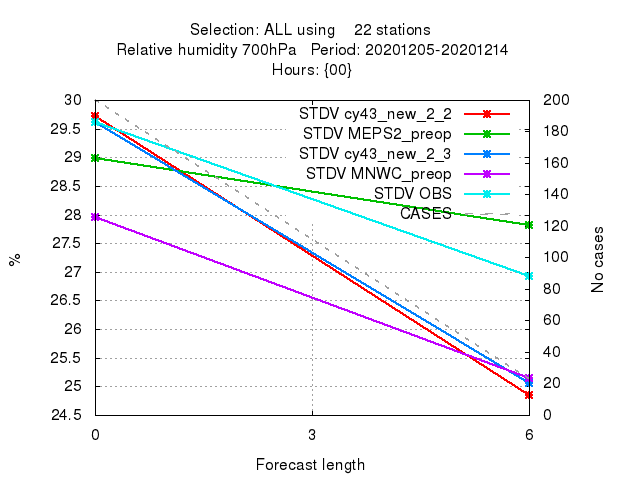 Selection: ALL using    22 stations
Relative humidity 700hPa   Period: 20201205-20201214
Hours: {00}
30
29.5
29
28.5
28
27.5
27
26.5
26
25.5
25
24.5
%
STDV cy43_new_2_2
STDV MEPS2_preop
STDV cy43_new_2_3
STDV MNWC_preop
STDV OBS
CASES
200
180
160
140
120
100
80
60
40
20
0
No cases
0 3 6
Forecast length